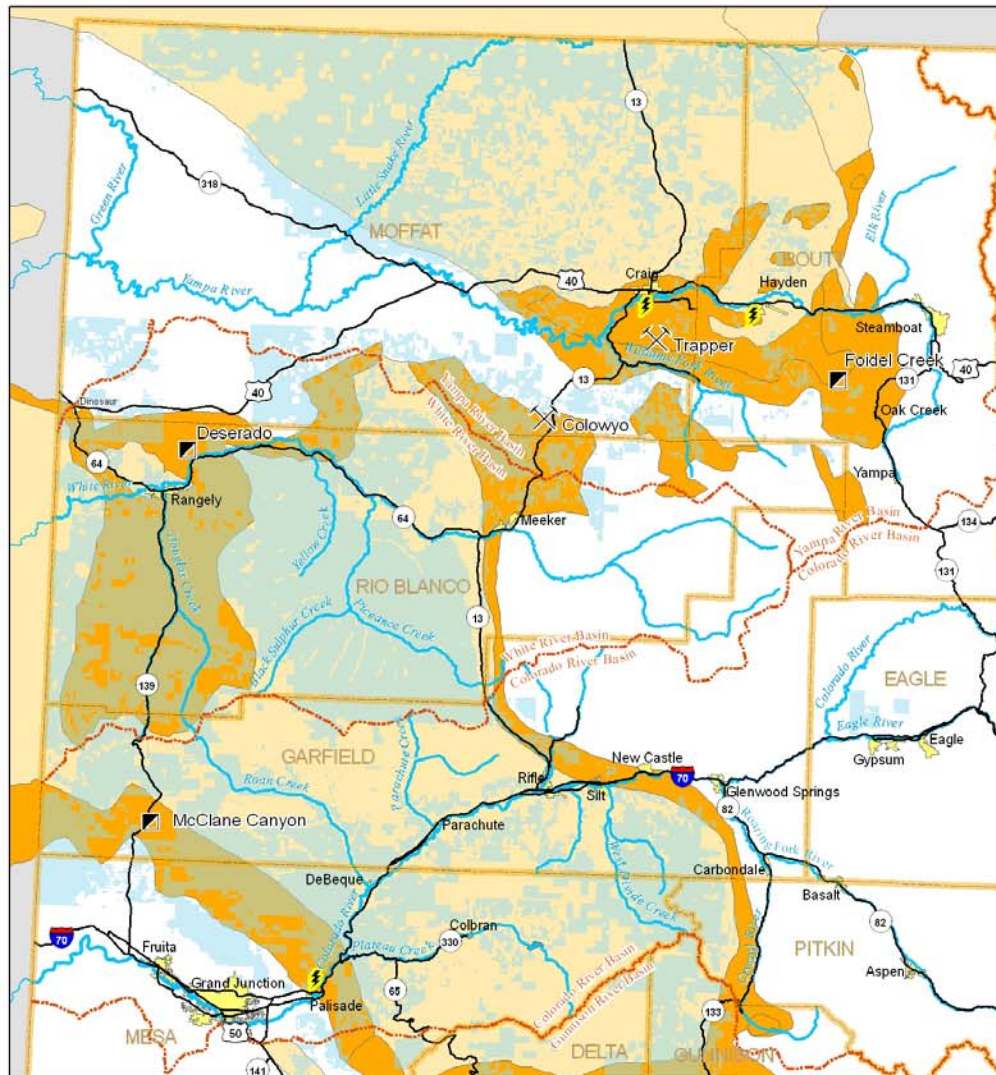 13
318
Green River
Little Snake River
MOFFAT
Elk River
Yampa River
40
Craig
ROUT
Hayden
Steamboat
Trapper
Williams Fork River
Foidel Creek
13
131
40
40
Dinosaur
Oak Creek
Colowyo
Yampa River Basin
White River Basin
Deserado
64
White River
Rangely
Yampa
64
Meeker
134
Yampa River Basin
Colorado River Basin
Yellow Creek
Douglas Creek
131
RIO BLANCO
Piceance Creek
Black Sulphur Creek
13
White River Basin
Colorado River Basin
Colorado River
EAGLE
139
Eagle River
Eagle
Gypsum
GARFIELD
Parachute Creek
New Castle
70
Rifle
Silt
Glenwood Springs
Roan Creek
82
McClane Canyon
Parachute
Roaring Fork River
DeBeque
West Divide Creek
Carbondale
Basalt
Colorado River
Colbran
82
70
Plateau Creek
330
PITKIN
Fruita
Crystal River
Aspen
Grand Junction
Palisade
65
Colorado River Basin
Gunnison River Basin
133
50
MESA
DELTA
GUNNISON
141